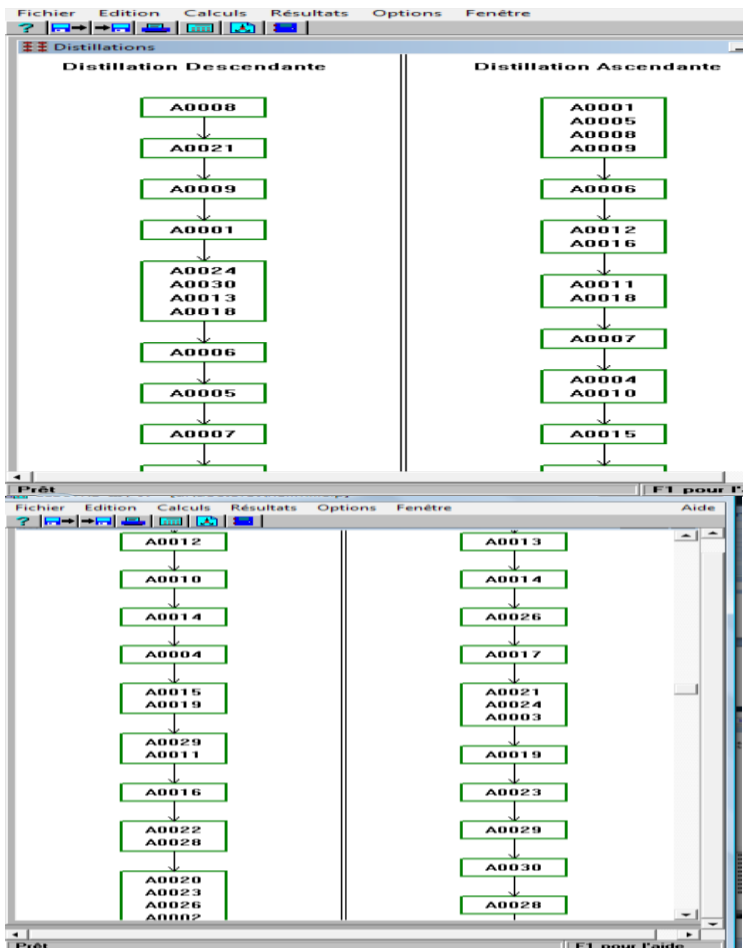 Fichier Edition Calculs Résultats Options Fenêtre
?
Distillations
Distillation Descendante
A0008
A0021
A0009
A0001
A0024
A0030
A0013
A0018
A0006
A0005
A0007
Distillation Ascendante
A0001
A0005
A0008
A0009
A0006
A0012
A0016
A0011
A0018
A0007
A0004
A0010
A0015
Prêt
F1 pour l'
Fichier Edition Calculs Résultats Options Fenêtre Aide
?
A0012
A0010
A0014
A0004
A0015
A0019
A0029
A0011
A0016
A0022
A0028
A0020
A0023
A0026
A0002
A0013
A0014
A0026
A0017
A0021
A0024
A0003
A0019
A0023
A0029
A0030
A0028
Prêt
F1 pour l'aide